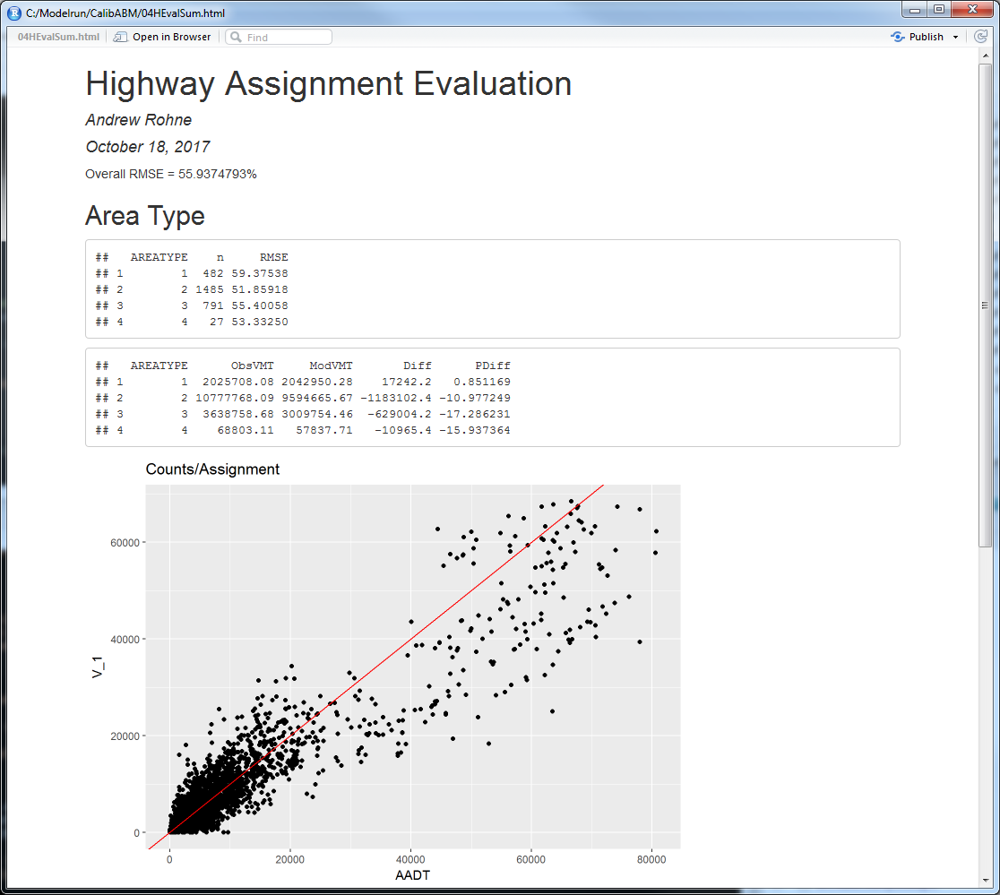 C:/Modelrun/CalibABM/04HEvalSum.html
04HEvalSum.html Open in Browser Find Publish
Highway Assignment Evaluation
Andrew Rohne
October 18, 2017
Overall RMSE = 55.9374793%
Area Type
## AREATYPE n RMSE
## 1 1 482 59.37538
## 2 2 1485 51.85918
## 3 3 791 55.40058
## 4 4 27 53.33250
## AREATYPE ObsVMT ModVMT Diff PDiff
## 1 1 2025708.08 2042950.28 17242.2 0.851169
## 2 2 10777768.09 9594665.67 -1183102.4 -10.977249
## 3 3 3638758.68 3009754.46 -629004.2 -17.286231
## 4 4 68803.11 57837.71 -10965.4 -15.937364
Counts/Assignment
60000
40000
V_1
20000
0
0 20000 40000 60000 80000
AADT